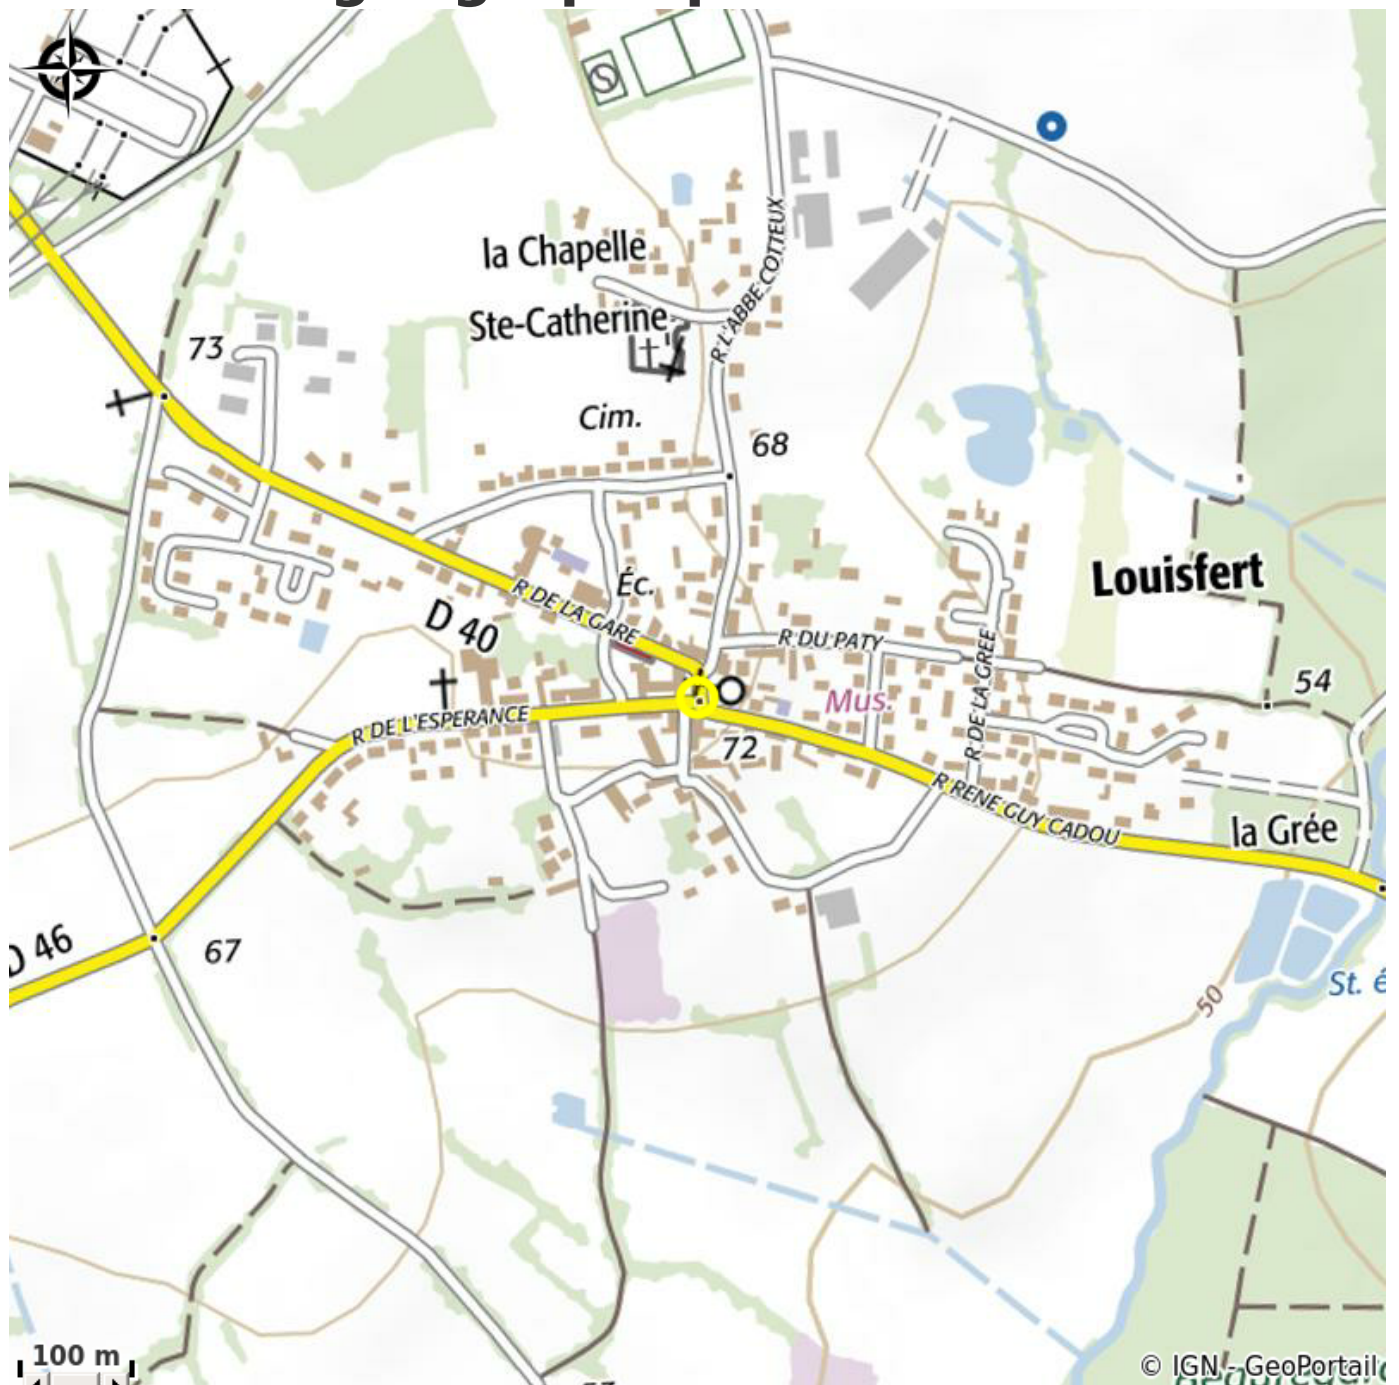 la Chapelle
Ste-Catherine
R L'ABBE COTTEUX
73
Cim.
68
Louisfert
Éc.
R DE LA GARE
D 40
R DU PATY
R DE LA GREE
54
Mus.
R DE L'ESPERANCE
72
R RENE GUY CADOU
la Grée
D 46
67
St. é
50
100 m
© IGN - GeoPortail